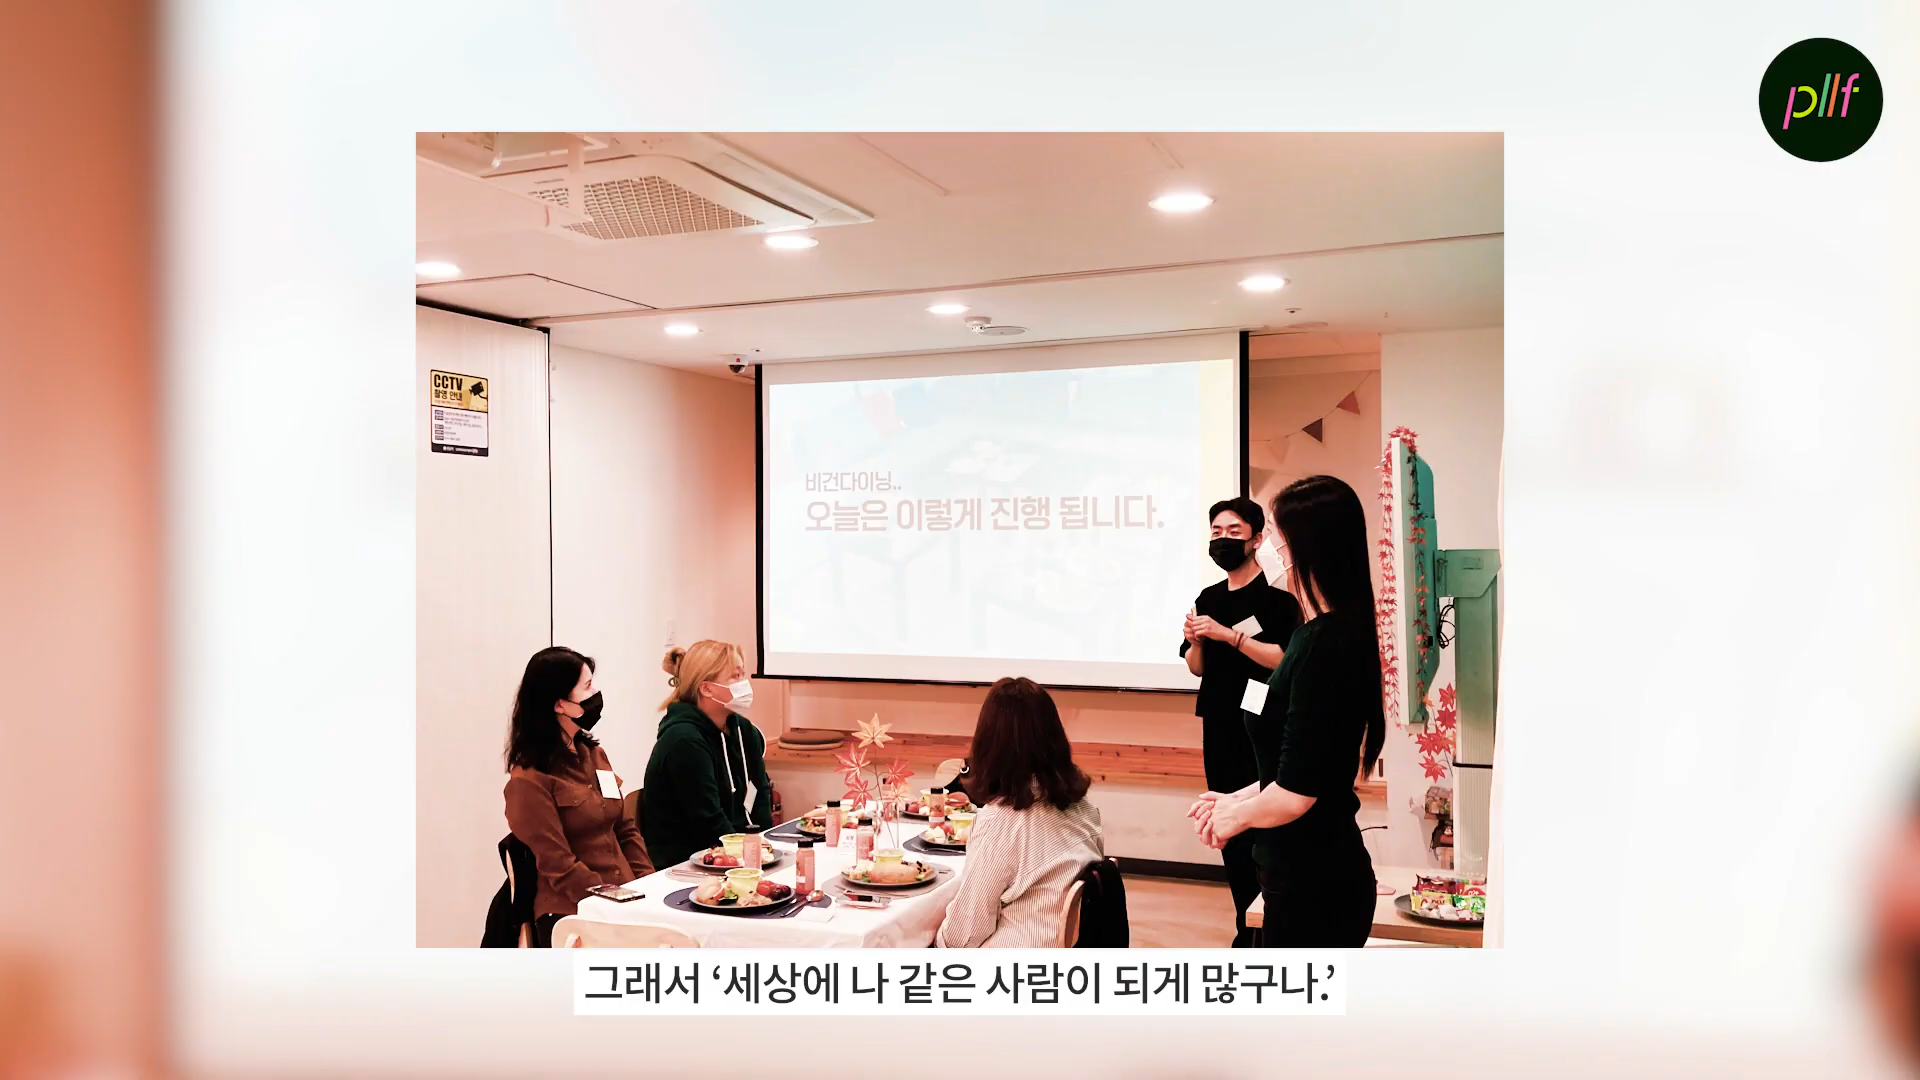 pllf
CCTV
촬영 안내
비건다이닝..
오늘은 이렇게 진행 됩니다.
그래서 ‘세상에 나 같은 사람이 되게 많구나.’